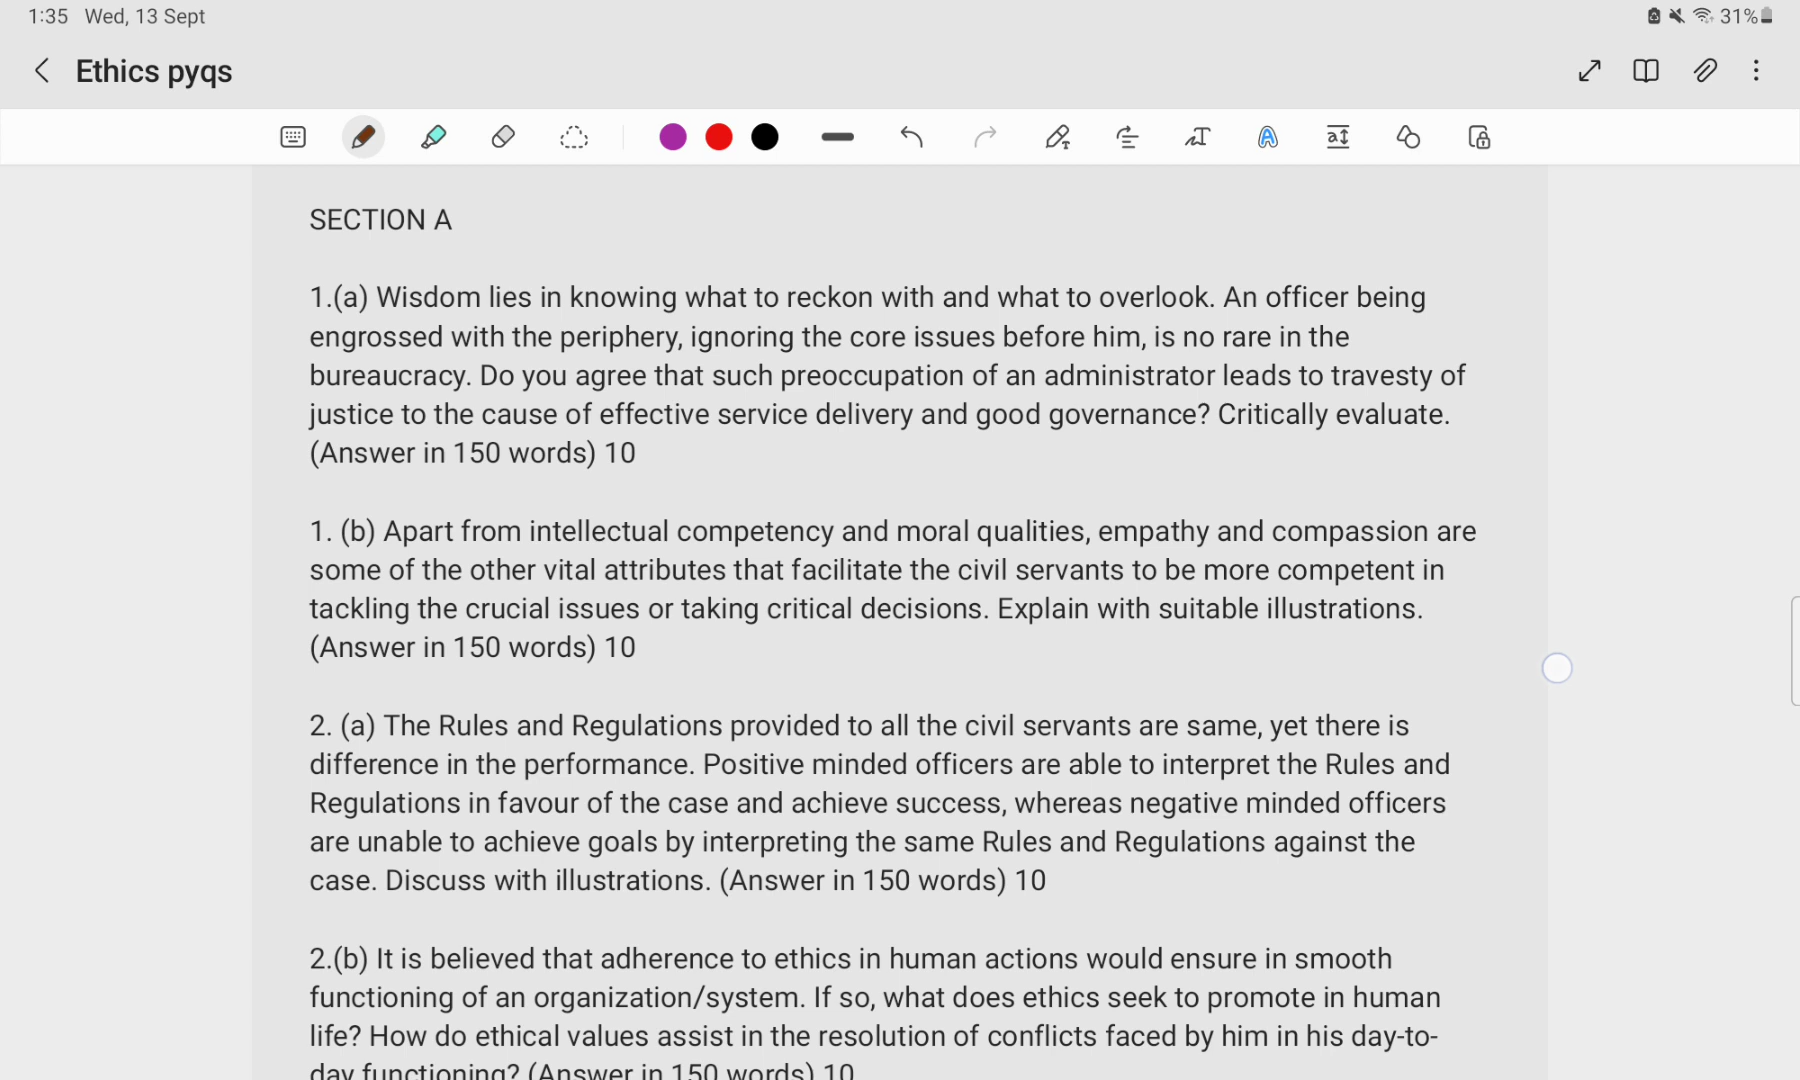 1:35 Wed, 13 Sept
31%
Ethics pyqs
SECTION A
1.(a) Wisdom lies in knowing what to reckon with and what to overlook. An officer being
engrossed with the periphery, ignoring the core issues before him, is no rare in the
bureaucracy. Do you agree that such preoccupation of an administrator leads to travesty of
justice to the cause of effective service delivery and good governance? Critically evaluate.
(Answer in 150 words) 10
1. (b) Apart from intellectual competency and moral qualities, empathy and compassion are
some of the other vital attributes that facilitate the civil servants to be more competent in
tackling the crucial issues or taking critical decisions. Explain with suitable illustrations.
(Answer in 150 words) 10
2. (a) The Rules and Regulations provided to all the civil servants are same, yet there is
difference in the performance. Positive minded officers are able to interpret the Rules and
Regulations in favour of the case and achieve success, whereas negative minded officers
are unable to achieve goals by interpreting the same Rules and Regulations against the
case. Discuss with illustrations. (Answer in 150 words) 10
2.(b) It is believed that adherence to ethics in human actions would ensure in smooth
functioning of an organization/system. If so, what does ethics seek to promote in human
life? How do ethical values assist in the resolution of conflicts faced by him in his day-to-
day functioning? (Answer in 150 words) 10